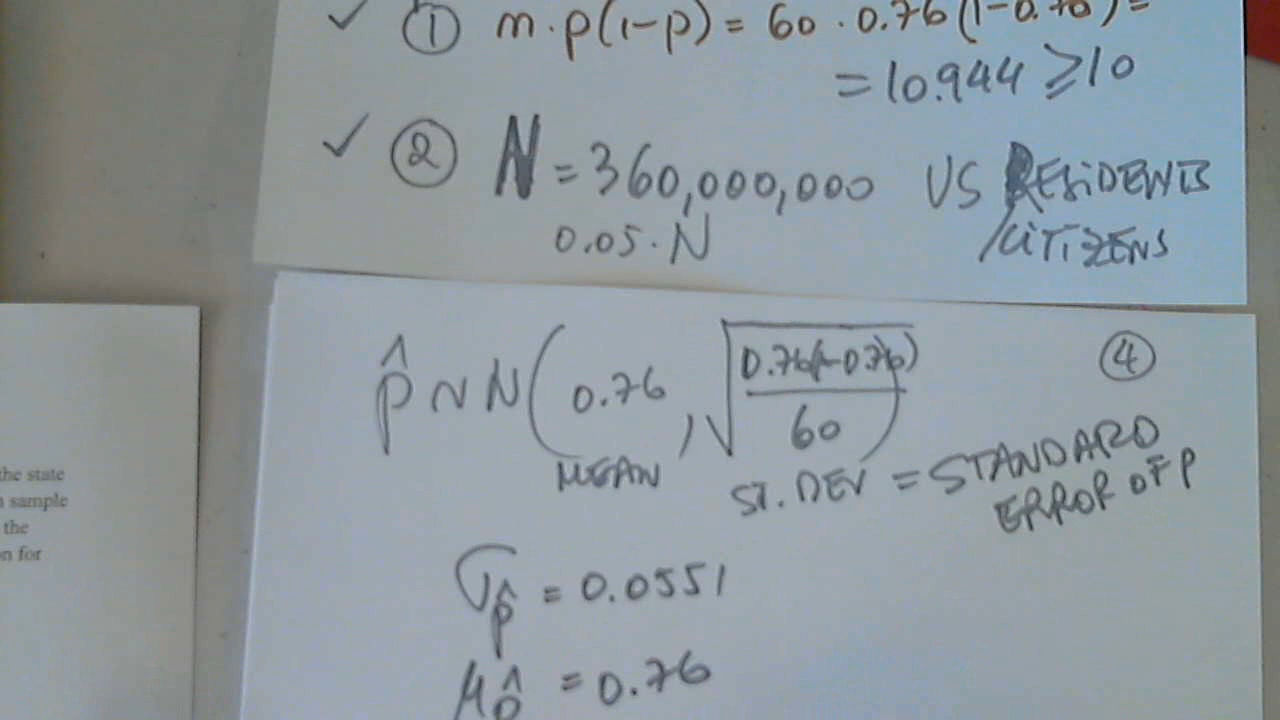 ✓ ① n·p(1-p) = 60·0.76(1-0.76) =
= 10.944 ≥ 10
✓ ② N = 360,000,000 US RESIDENTS
0.05·N /CITIZENS
p̂ ~ N(0.76, √(0.76(1-0.76)/60)) ④
MEAN ST. DEV = STANDARD
ERROR OF P
σp̂ = 0.0551
μp̂ = 0.76
the state
sample
the
n for